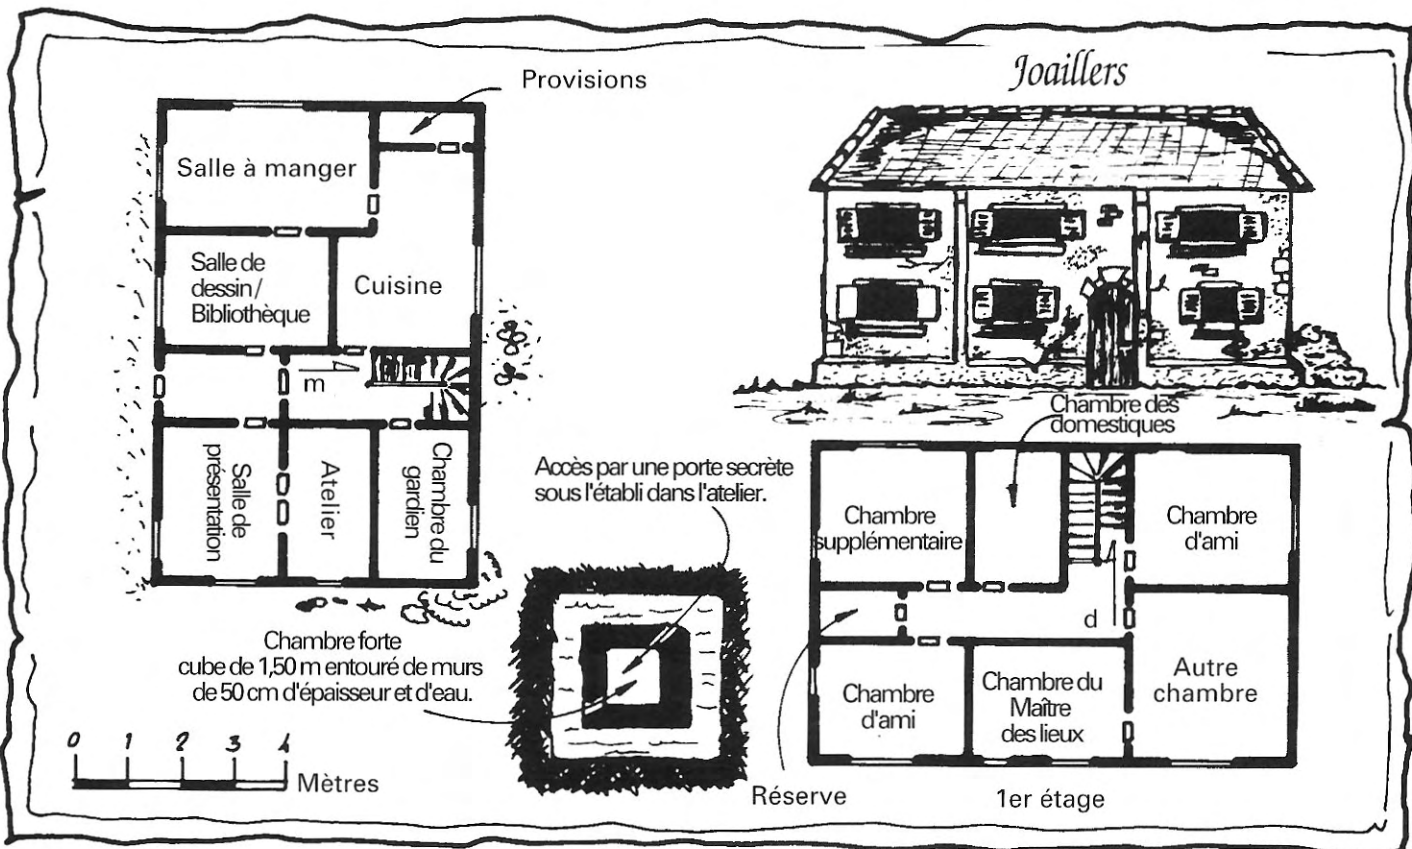 Joaillers
Provisions
Salle à manger
Salle de
dessin/
Bibliothèque
Cuisine
m
Salle de
présentation
Atelier
Chambre du
gardien
Accès par une porte secrète
sous l'établi dans l'atelier.
Chambre forte
cube de 1,50 m entouré de murs
de 50 cm d'épaisseur et d'eau.
0 1 2 3 4
Mètres
Chambre des
domestiques
Chambre
supplémentaire
Chambre
d'ami
d
Chambre
d'ami
Chambre du
Maître
des lieux
Autre
chambre
Réserve
1er étage